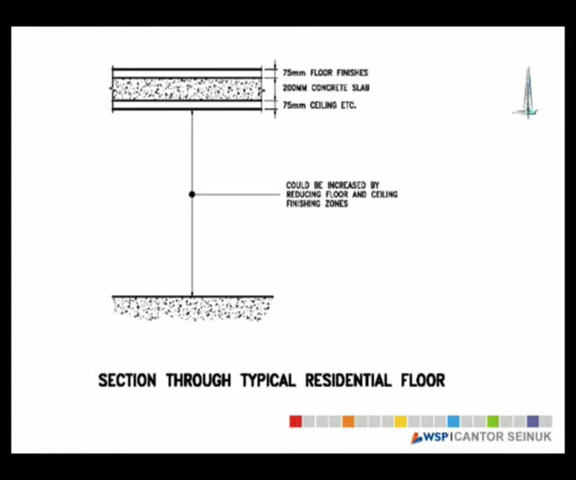 75mm FLOOR FINISHES
200MM CONCRETE SLAB
75mm CEILING ETC.
COULD BE INCREASED BY
REDUCING FLOOR AND CEILING
FINISHING ZONES
SECTION THROUGH TYPICAL RESIDENTIAL FLOOR
WSP|CANTOR SEINUK